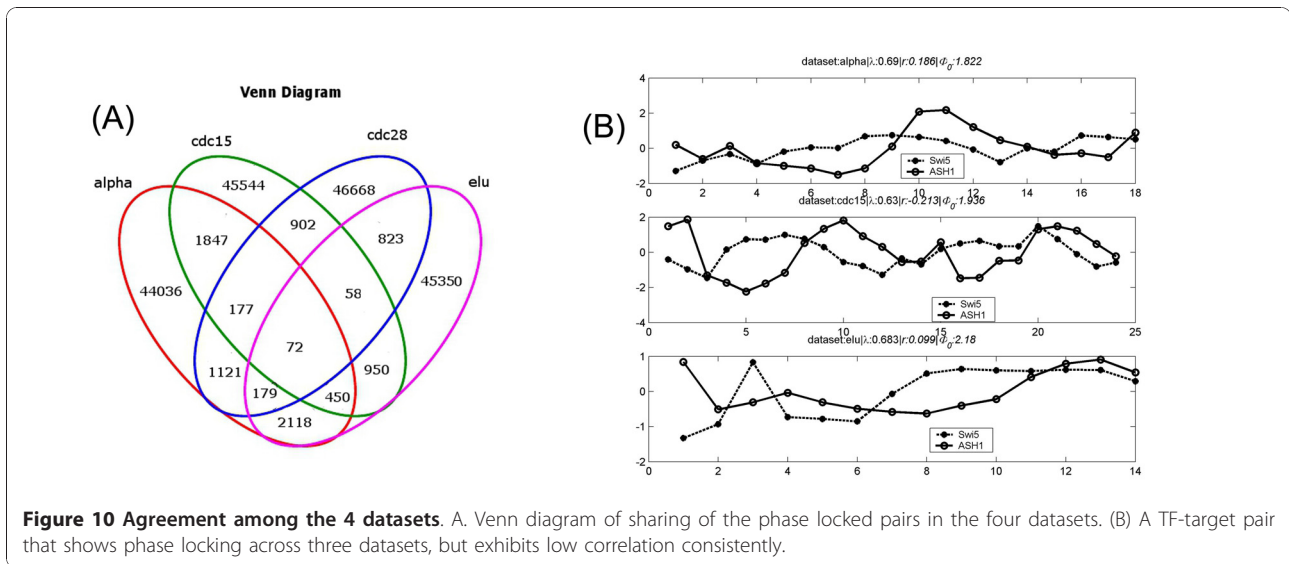 Venn Diagram
(A)
cdc15
cdc28
alpha
elu
45544
46668
902
1847
823
44036
45350
58
177
72
1121
950
179
450
2118
(B)
dataset:alpha|λ:0.69|r:0.186|Φ0:1.822
4
2
0
-2
Swi5
ASH1
0 2 4 6 8 10 12 14 16 18
dataset:cdc15|λ:0.63|r:-0.213|Φ0:1.936
2
0
-2
-4
Swi5
ASH1
0 5 10 15 20 25
dataset:elu|λ:0.683|r:0.099|Φ0:2.18
1
0
-1
-2
Swi5
ASH1
0 2 4 6 8 10 12 14
Figure 10 Agreement among the 4 datasets. A. Venn diagram of sharing of the phase locked pairs in the four datasets. (B) A TF-target pair
that shows phase locking across three datasets, but exhibits low correlation consistently.